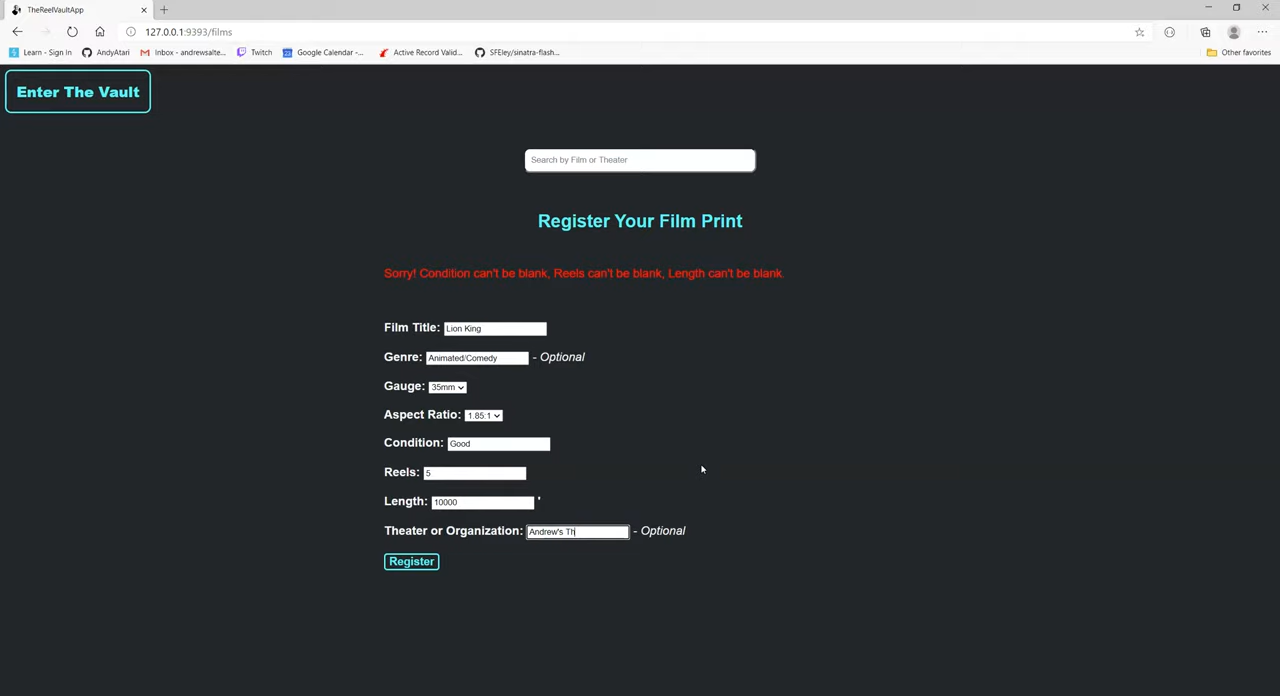 TheReelVaultApp
127.0.0.1:9393/films
Learn - Sign In
AndyAtari
Inbox - andrewsalte...
Twitch
Google Calendar -...
Active Record Valid...
SFEley/sinatra-flash...
Other favorites
Enter The Vault
Search by Film or Theater
Register Your Film Print
Sorry! Condition can't be blank, Reels can't be blank, Length can't be blank.
Film Title: Lion King
Genre: Animated/Comedy - Optional
Gauge: 35mm
Aspect Ratio: 1.85:1
Condition: Good
Reels: 5
Length: 10000 '
Theater or Organization: Andrew's Th - Optional
Register